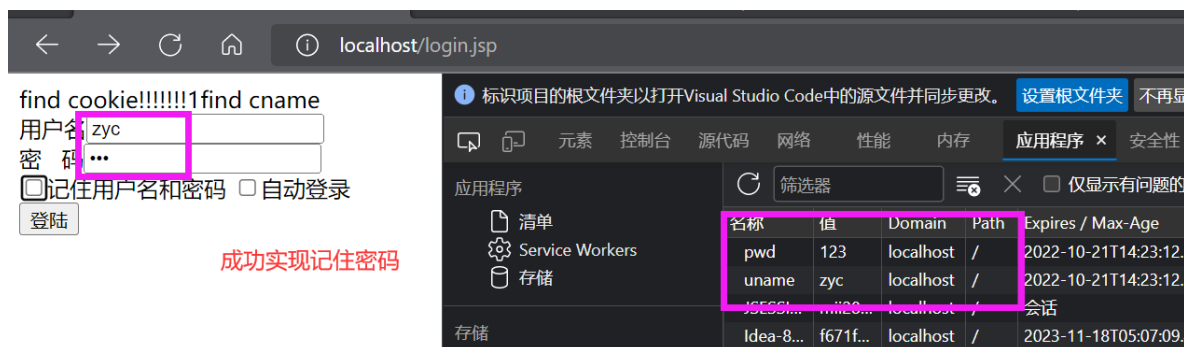 localhost/login.jsp
find cookie!!!!!!!1find cname
用户名 zyc
密 码 •••
记住用户名和密码 自动登录
登陆
成功实现记住密码
标识项目的根文件夹以打开Visual Studio Code中的源文件并同步更改。 设置根文件夹 不再显
元素 控制台 源代码 网络 性能 内存 应用程序 × 安全性
应用程序
清单
Service Workers
存储
存储
筛选器 仅显示有问题的
名称 值 Domain Path Expires / Max-Age
pwd 123 localhost / 2022-10-21T14:23:12.
uname zyc localhost / 2022-10-21T14:23:12.
JSESSI... localhost / 会话
Idea-8... f671f... localhost / 2023-11-18T05:07:09.